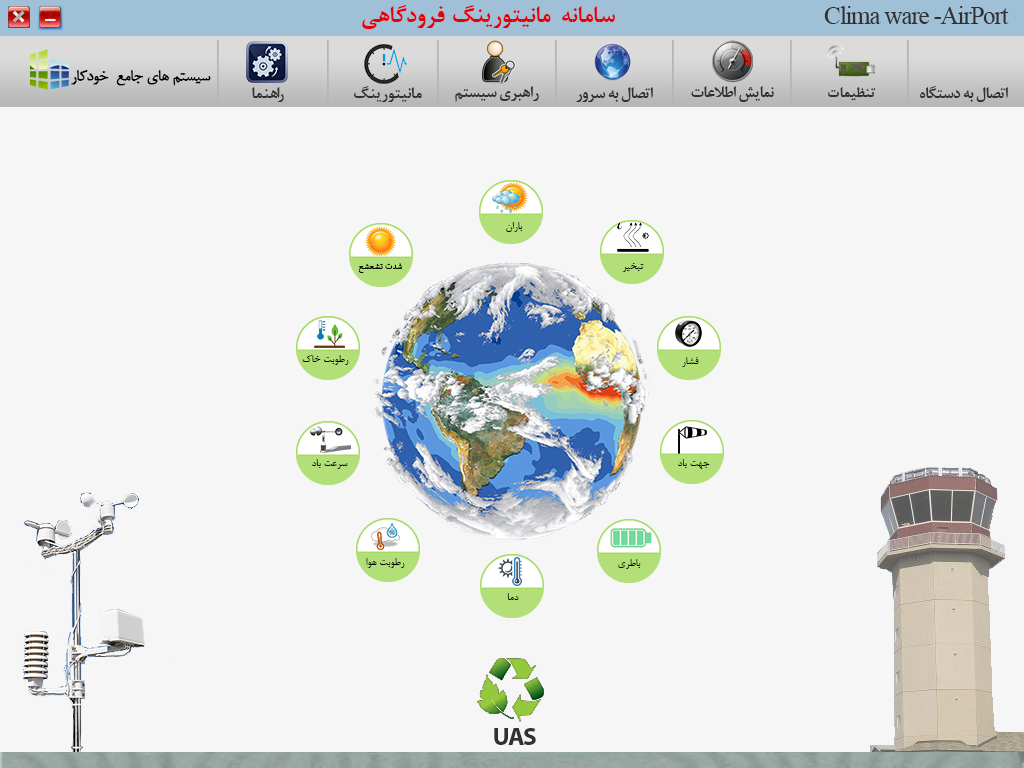 سامانه مانیتورینگ فرودگاهی
Clima ware -AirPort
اتصال به دستگاه
تنظیمات
نمایش اطلاعات
اتصال به سرور
راهبری سیستم
مانیتورینگ
راهنما
سیستم های جامع خودکار
باران
تبخیر
شدت تشعشع
فشار
رطوبت خاک
جهت باد
سرعت باد
باطری
رطوبت هوا
دما
UAS